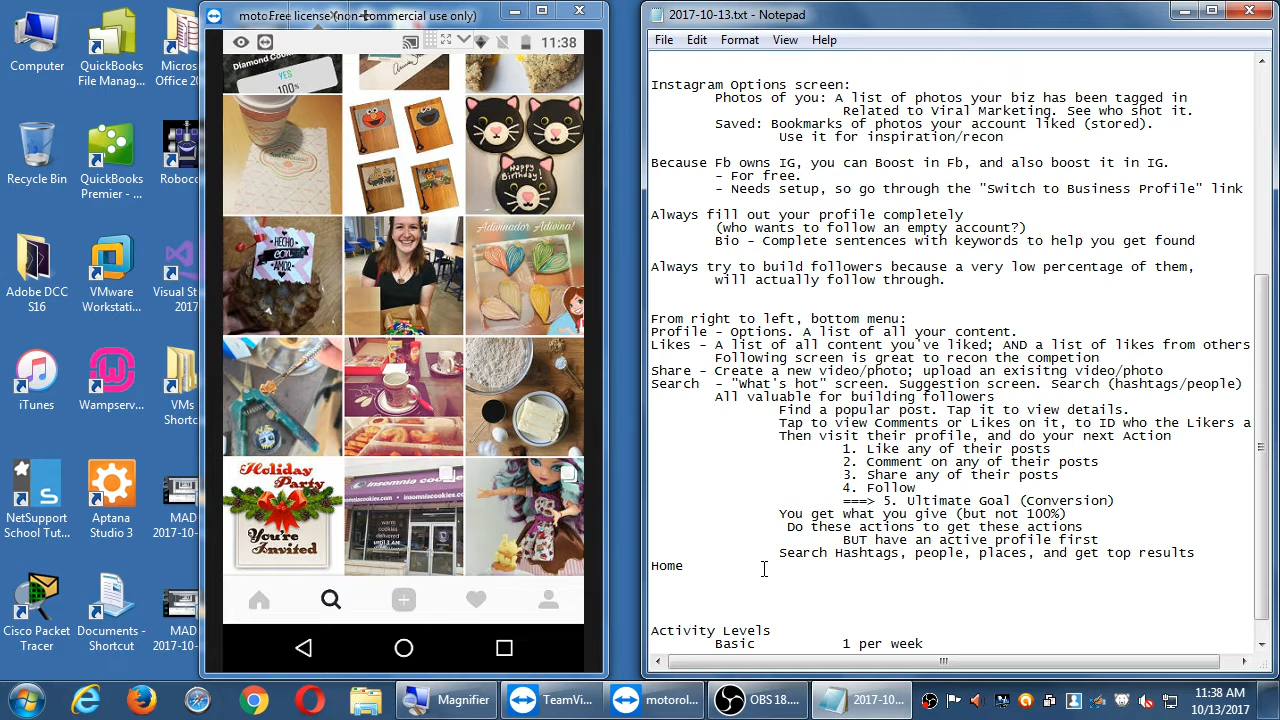 Computer
QuickBooks
File Manag...
Micros
Office 20
Recycle Bin
QuickBooks
Premier - ...
Roboco
Adobe DCC
S16
VMware
Workstati...
Visual St
2017
iTunes
Wampserv...
VMs
Shortc
NetSupport
School Tut...
Aptana
Studio 3
MAD
2017-10-
Cisco Packet
Tracer
Documents -
Shortcut
MAD
2017-10-
moto
Free license (non-commercial use only)
11:38
Diamond Cooki
YES
100%
Happy
Birthday!
HECHO
con
AMOR
Adwinador Adivina!
Holiday
Party
You're
Invited
insomnia cookies
insomniacookies.com
warm
cookies
delivered
until 3 AM
2017-10-13.txt - Notepad
File Edit Format View Help
Instagram Options screen:
Photos of you: A list of photos your biz has been tagged in
Related to Viral Marketing. See who shot it.
Saved: Bookmarks of photos your account liked (stored).
Use it for inspiration/recon
Because Fb owns IG, you can Boost in Fb, and also boost it in IG.
- For free.
- Needs setup, so go through the "Switch to Business Profile" link
Always fill out your profile completely
(who wants to follow an empty account?)
Bio - Complete sentences with keywords to help you get found
Always try to build followers because a very low percentage of them,
will actually follow through.
From right to left, bottom menu:
Profile - Options. A list of all your content.
Likes - A list of all content you've liked; AND a list of likes from others
Following screen is great to recon the competion
Share - Create a new video/photo; upload an exisitng video/photo
Search - "What's hot" screen. Suggestion screen. Search (hashtags/people)
All valuable for building followers
Find a popular post. Tap it to view details.
Tap to view Comments or Likes on it, to ID who the Likers a
Then visit their profile, and do your next Action
1. Like any of their posts
2. Comment on any of their posts
3. Share any of their posts
4. Follow
===> 5. Ultimate Goal (Conversion)
You get what you give (but not 100%)
Do these actions to get these actions
BUT have an active profile first
Search Hashtags, people, places, and get top results
Home
Activity Levels
Basic 1 per week
Magnifier
TeamVi...
motorol...
OBS 18....
2017-10...
11:38 AM
10/13/2017